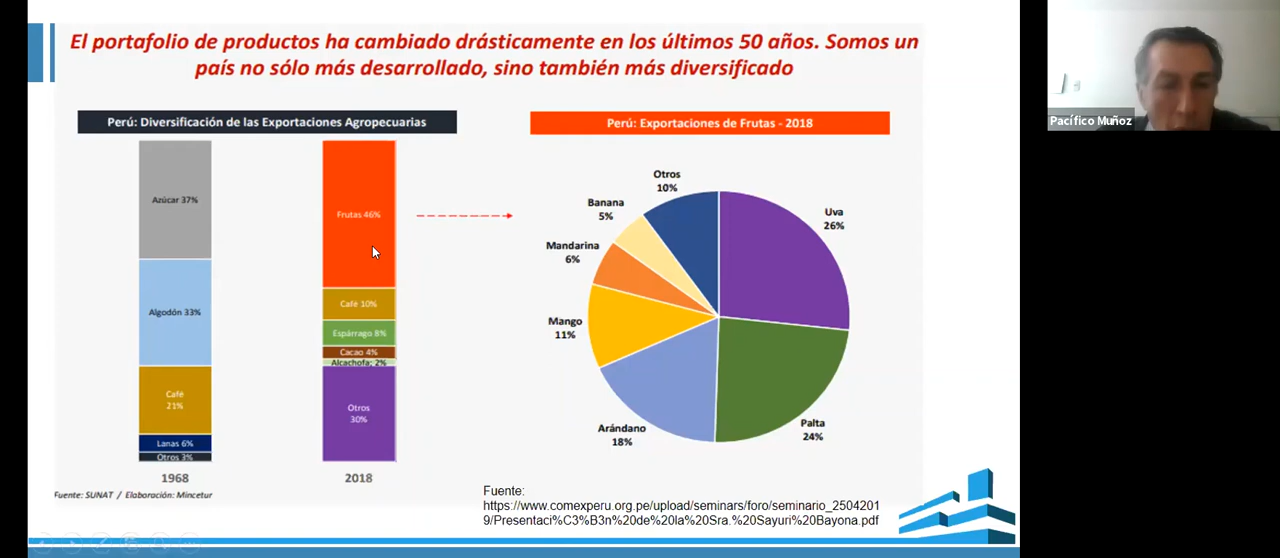 El portafolio de productos ha cambiado drásticamente en los últimos 50 años. Somos un
país no sólo más desarrollado, sino también más diversificado
Pacífico Muñoz
Perú: Diversificación de las Exportaciones Agropecuarias
Azúcar 37%
Algodón 33%
Café
21%
Lanas 6%
Otros 3%
1968
Frutas 46%
Café 10%
Espárrago 8%
Cacao 4%
Alcachofa; 2%
Otros
30%
2018
Fuente: SUNAT / Elaboración: Mincetur
Perú: Exportaciones de Frutas - 2018
Otros
10%
Uva
26%
Banana
5%
Mandarina
6%
Mango
11%
Arándano
18%
Palta
24%
Fuente:
https://www.comexperu.org.pe/upload/seminars/foro/seminario_2504201
9/Presentaci%C3%B3n%20de%20la%20Sra.%20Sayuri%20Bayona.pdf